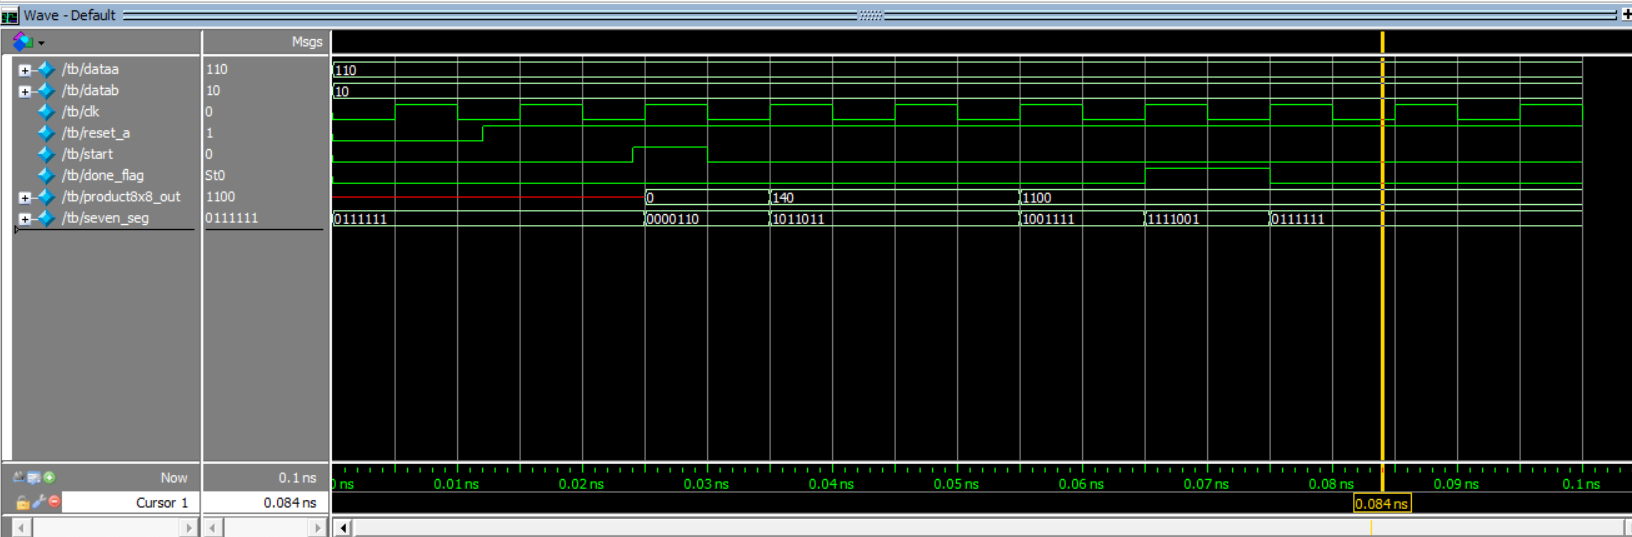 Wave - Default
Msgs
/tb/dataa 110 110
/tb/datab 10 10
/tb/clk 0
/tb/reset_a 1
/tb/start 0
/tb/done_flag St0
/tb/product8x8_out 1100 0 140 1100
/tb/seven_seg 0111111 0111111 0000110 1011011 1001111 1111001 0111111
Now 0.1 ns ns 0.01 ns 0.02 ns 0.03 ns 0.04 ns 0.05 ns 0.06 ns 0.07 ns 0.08 ns 0.09 ns 0.1 ns
Cursor 1 0.084 ns 0.084 ns